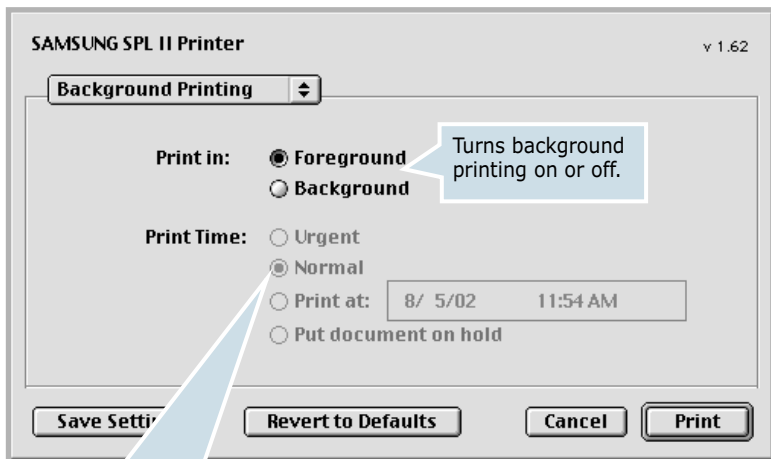 SAMSUNG SPL II Printer v 1.62
Background Printing
Print in: Foreground
Turns background
printing on or off.
Background
Print Time: Urgent
Normal
Print at: 8/ 5/02 11:54 AM
Put document on hold
Save Settin
Revert to Defaults
Cancel
Print